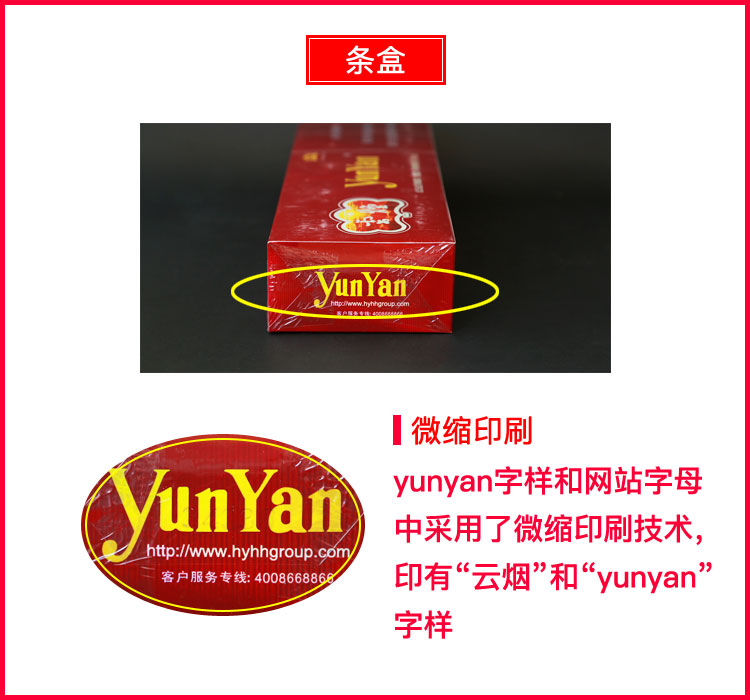 条盒
YunYan
YunYan
http://www.hyhhgroup.com
客户服务专线: 4008668866
微缩印刷
YunYan
http://www.hyhhgroup.com
客户服务专线: 4008668866
yunyan字样和网站字母
中采用了微缩印刷技术，
印有“云烟”和“yunyan”
字样